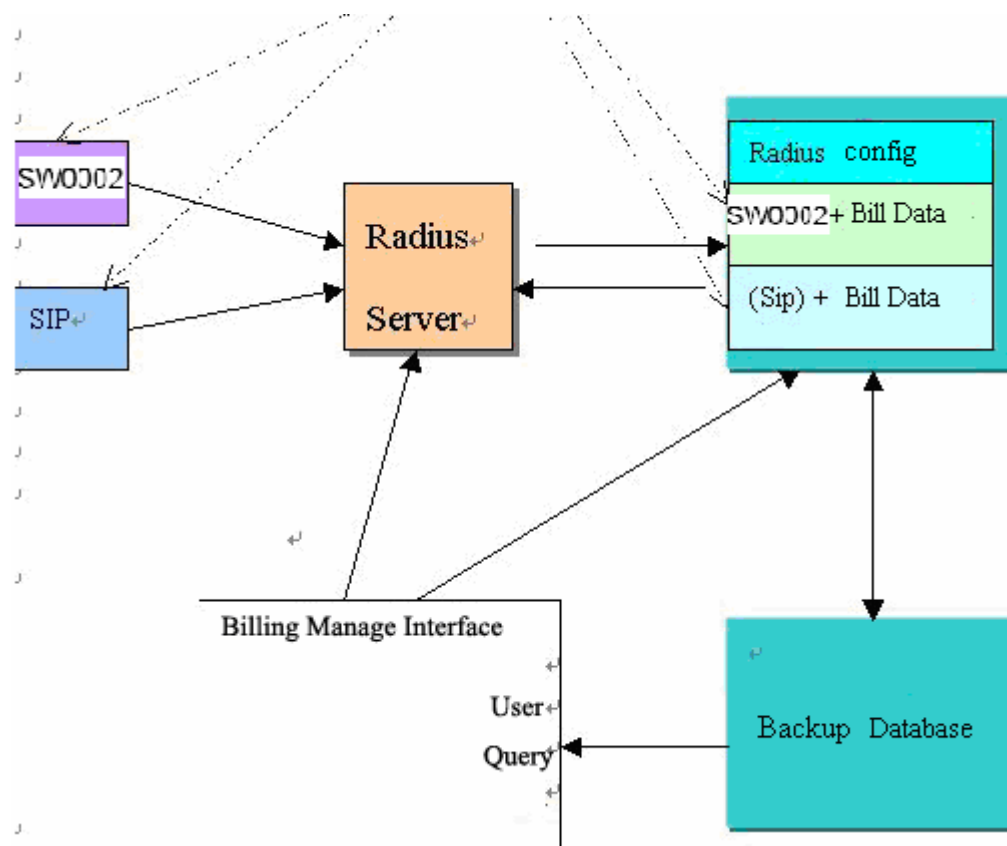 SW0002
SIP
Radius
Server
Radius config
SW0002 + Bill Data
(Sip) + Bill Data
Billing Manage Interface
User
Query
Backup Database